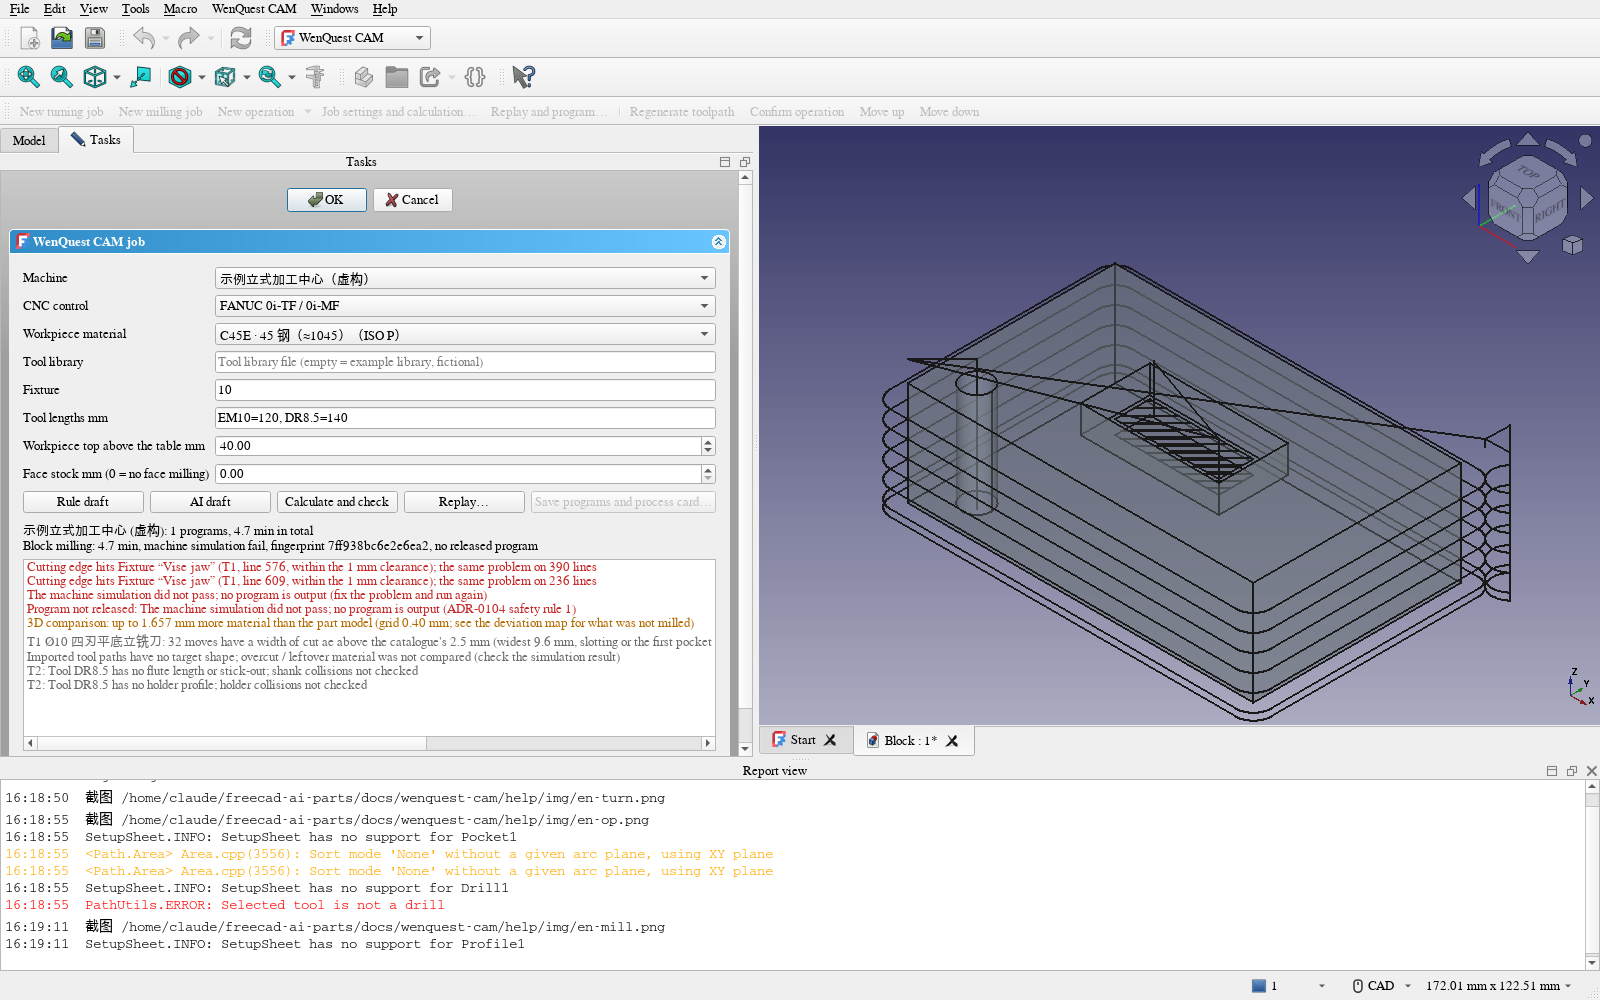 File Edit View Tools Macro WenQuest CAM Windows Help
WenQuest CAM
New turning job New milling job New operation Job settings and calculation… Replay and program… Regenerate toolpath Confirm operation Move up Move down
Model Tasks
Tasks
OK Cancel
WenQuest CAM job
Machine 示例立式加工中心（虚构）
CNC control FANUC 0i-TF / 0i-MF
Workpiece material C45E · 45 钢（≈1045）（ISO P）
Tool library Tool library file (empty = example library, fictional)
Fixture 10
Tool lengths mm EM10=120, DR8.5=140
Workpiece top above the table mm 40.00
Face stock mm (0 = no face milling) 0.00
Rule draft AI draft Calculate and check Replay… Save programs and process card…
示例立式加工中心 (虚构): 1 programs, 4.7 min in total
Block milling: 4.7 min, machine simulation fail, fingerprint 7ff938bc6e2e6ea2, no released program
Cutting edge hits Fixture “Vise jaw” (T1, line 576, within the 1 mm clearance); the same problem on 390 lines
Cutting edge hits Fixture “Vise jaw” (T1, line 609, within the 1 mm clearance); the same problem on 236 lines
The machine simulation did not pass; no program is output (fix the problem and run again)
Program not released: The machine simulation did not pass; no program is output (ADR-0104 safety rule 1)
3D comparison: up to 1.657 mm more material than the part model (grid 0.40 mm; see the deviation map for what was not milled)
T1 Ø10 四刃平底立铣刀: 32 moves have a width of cut ae above the catalogue's 2.5 mm (widest 9.6 mm, slotting or the first pocket
Imported tool paths have no target shape; overcut / leftover material was not compared (check the simulation result)
T2: Tool DR8.5 has no flute length or stick-out; shank collisions not checked
T2: Tool DR8.5 has no holder profile; holder collisions not checked
TOP
FRONT RIGHT
Z
Y
X
Start Block : 1*
Report view
16:18:50 截图 /home/claude/freecad-ai-parts/docs/wenquest-cam/help/img/en-turn.png
16:18:55 截图 /home/claude/freecad-ai-parts/docs/wenquest-cam/help/img/en-op.png
16:18:55 SetupSheet.INFO: SetupSheet has no support for Pocket1
16:18:55 <Path.Area> Area.cpp(3556): Sort mode 'None' without a given arc plane, using XY plane
16:18:55 <Path.Area> Area.cpp(3556): Sort mode 'None' without a given arc plane, using XY plane
16:18:55 SetupSheet.INFO: SetupSheet has no support for Drill1
16:18:55 PathUtils.ERROR: Selected tool is not a drill
16:19:11 截图 /home/claude/freecad-ai-parts/docs/wenquest-cam/help/img/en-mill.png
16:19:11 SetupSheet.INFO: SetupSheet has no support for Profile1
1 CAD 172.01 mm x 122.51 mm